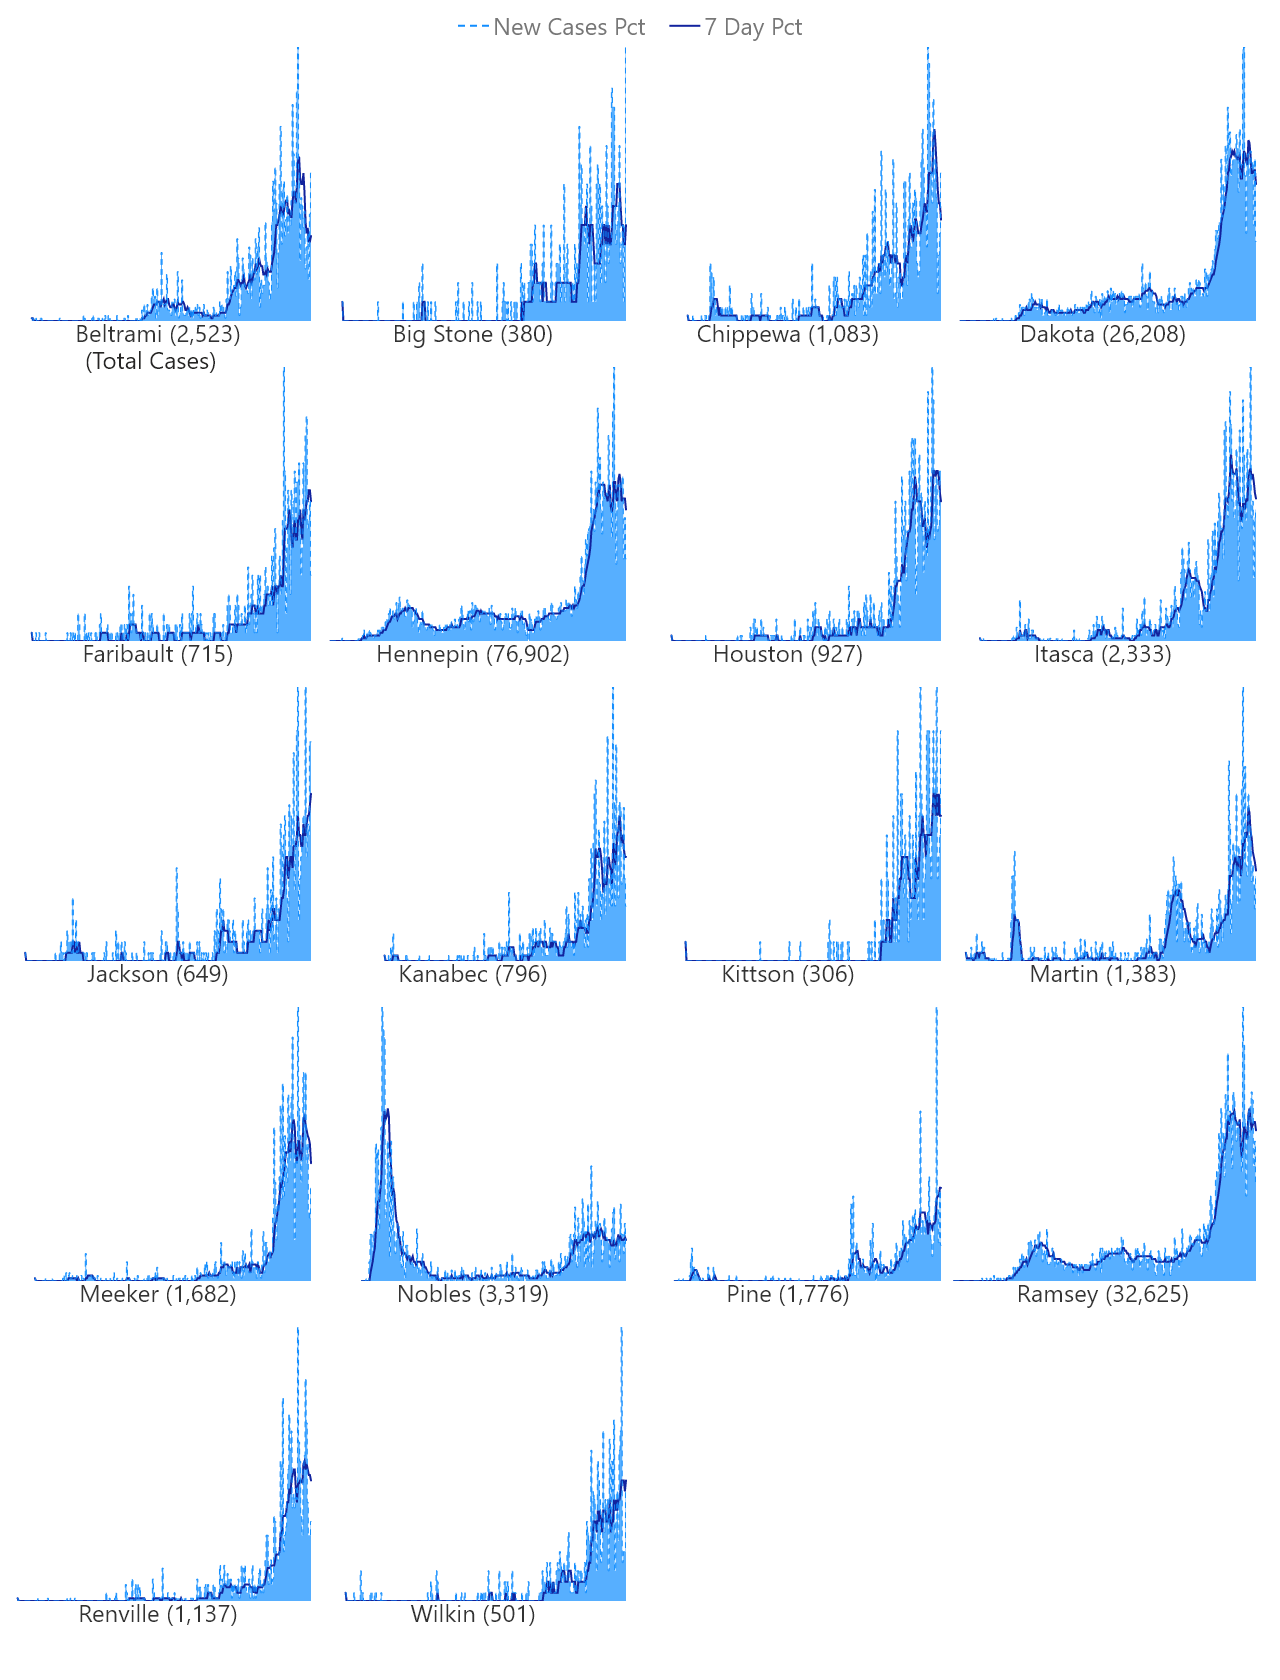 New Cases Pct 7 Day Pct
Beltrami (2,523) Big Stone (380) Chippewa (1,083) Dakota (26,208)
(Total Cases)
Faribault (715) Hennepin (76,902) Houston (927) Itasca (2,333)
Jackson (649) Kanabec (796) Kittson (306) Martin (1,383)
Meeker (1,682) Nobles (3,319) Pine (1,776) Ramsey (32,625)
Renville (1,137) Wilkin (501)